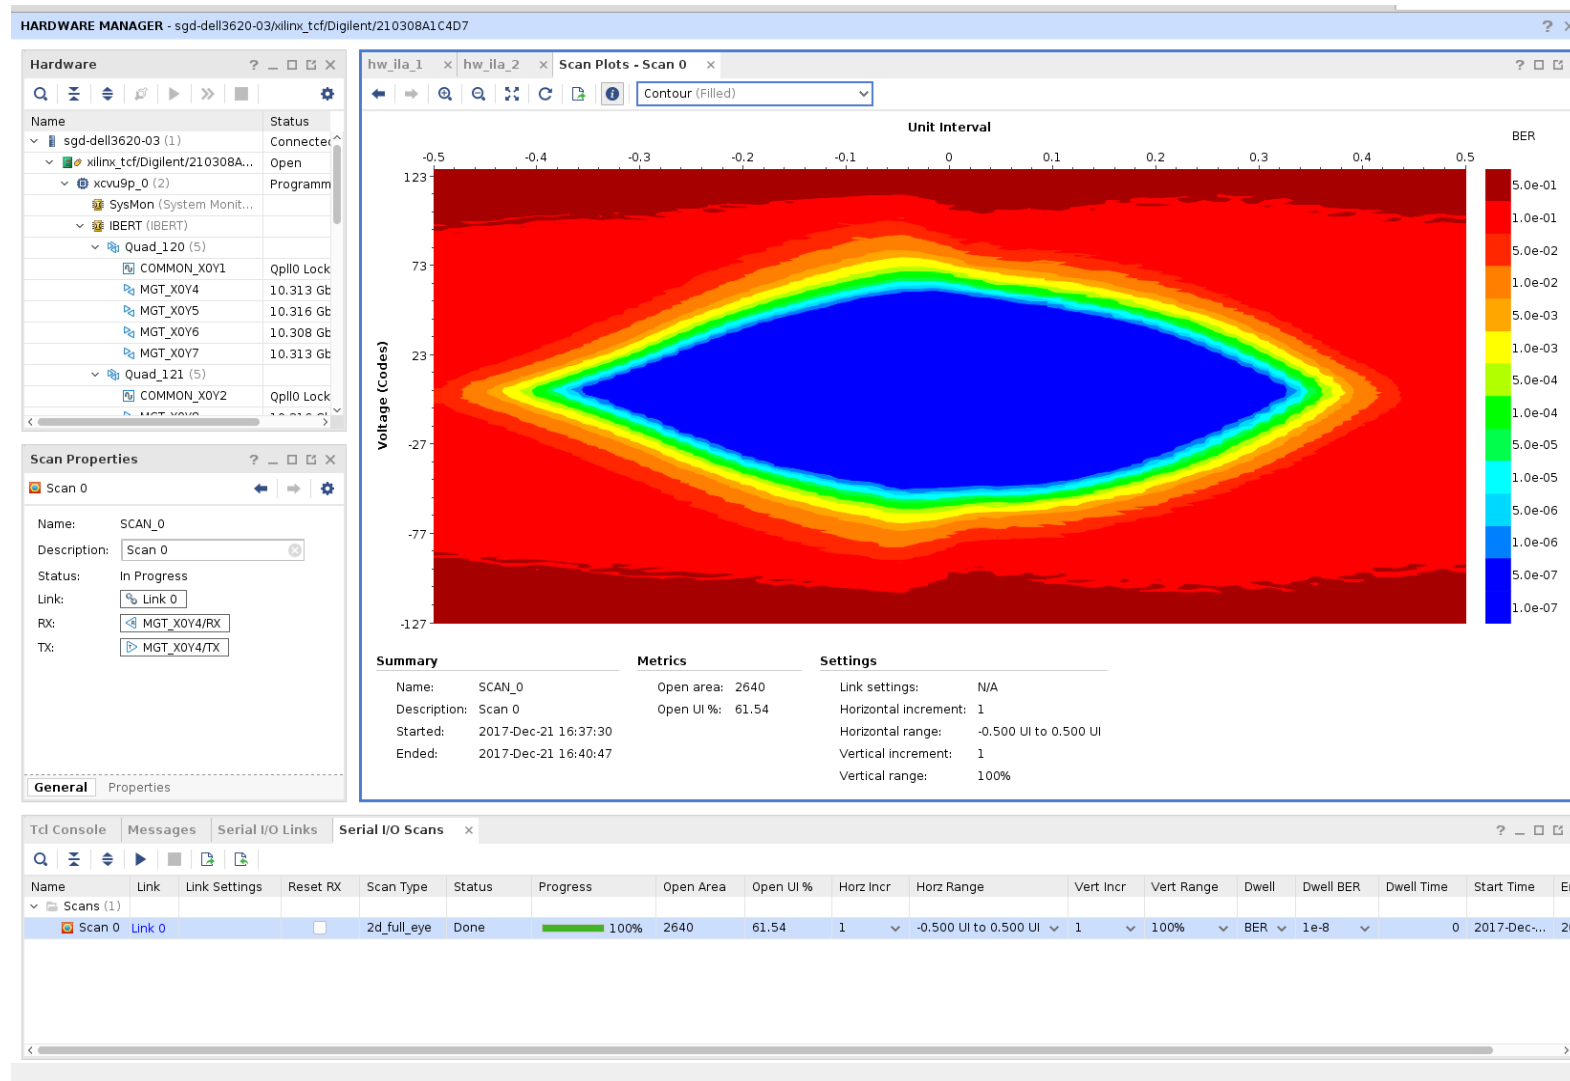 HARDWARE MANAGER - sgd-dell3620-03/xilinx_tcf/Digilent/210308A1C4D7
Hardware
Name Status
sgd-dell3620-03 (1) Connected
xilinx_tcf/Digilent/210308A... Open
xcvu9p_0 (2) Programm
SysMon (System Monit...
IBERT (IBERT)
Quad_120 (5)
COMMON_X0Y1 Qpll0 Lock
MGT_X0Y4 10.313 Gb
MGT_X0Y5 10.316 Gb
MGT_X0Y6 10.308 Gb
MGT_X0Y7 10.313 Gb
Quad_121 (5)
COMMON_X0Y2 Qpll0 Lock
Scan Properties
Scan 0
Name: SCAN_0
Description: Scan 0
Status: In Progress
Link: Link 0
RX: MGT_X0Y4/RX
TX: MGT_X0Y4/TX
General Properties
hw_ila_1 hw_ila_2 Scan Plots - Scan 0
Contour (Filled)
Unit Interval
-0.5 -0.4 -0.3 -0.2 -0.1 0 0.1 0.2 0.3 0.4 0.5
Voltage (Codes)
123
73
23
-27
-77
-127
BER
5.0e-01
1.0e-01
5.0e-02
1.0e-02
5.0e-03
1.0e-03
5.0e-04
1.0e-04
5.0e-05
1.0e-05
5.0e-06
1.0e-06
5.0e-07
1.0e-07
Summary
Name: SCAN_0
Description: Scan 0
Started: 2017-Dec-21 16:37:30
Ended: 2017-Dec-21 16:40:47
Metrics
Open area: 2640
Open UI %: 61.54
Settings
Link settings: N/A
Horizontal increment: 1
Horizontal range: -0.500 UI to 0.500 UI
Vertical increment: 1
Vertical range: 100%
Tcl Console Messages Serial I/O Links Serial I/O Scans
Name Link Link Settings Reset RX Scan Type Status Progress Open Area Open UI % Horz Incr Horz Range Vert Incr Vert Range Dwell Dwell BER Dwell Time Start Time
Scans (1)
Scan 0 Link 0 2d_full_eye Done 100% 2640 61.54 1 -0.500 UI to 0.500 UI 1 100% BER 1e-8 0 2017-Dec-...